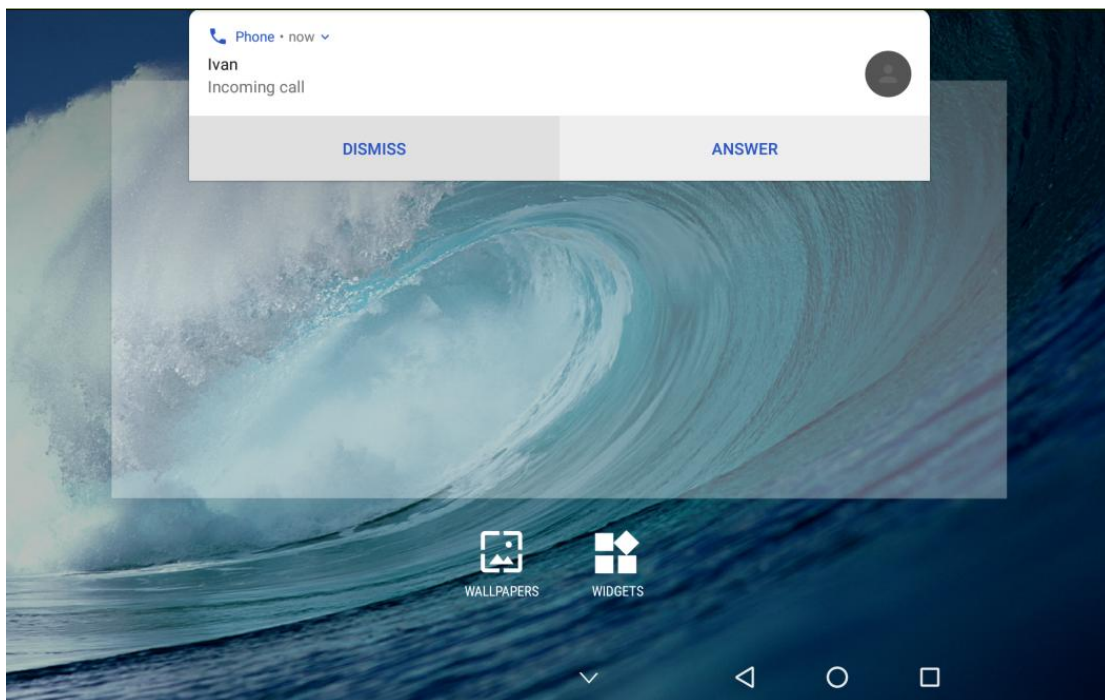 Phone • now
Ivan
Incoming call
DISMISS ANSWER
WALLPAPERS WIDGETS